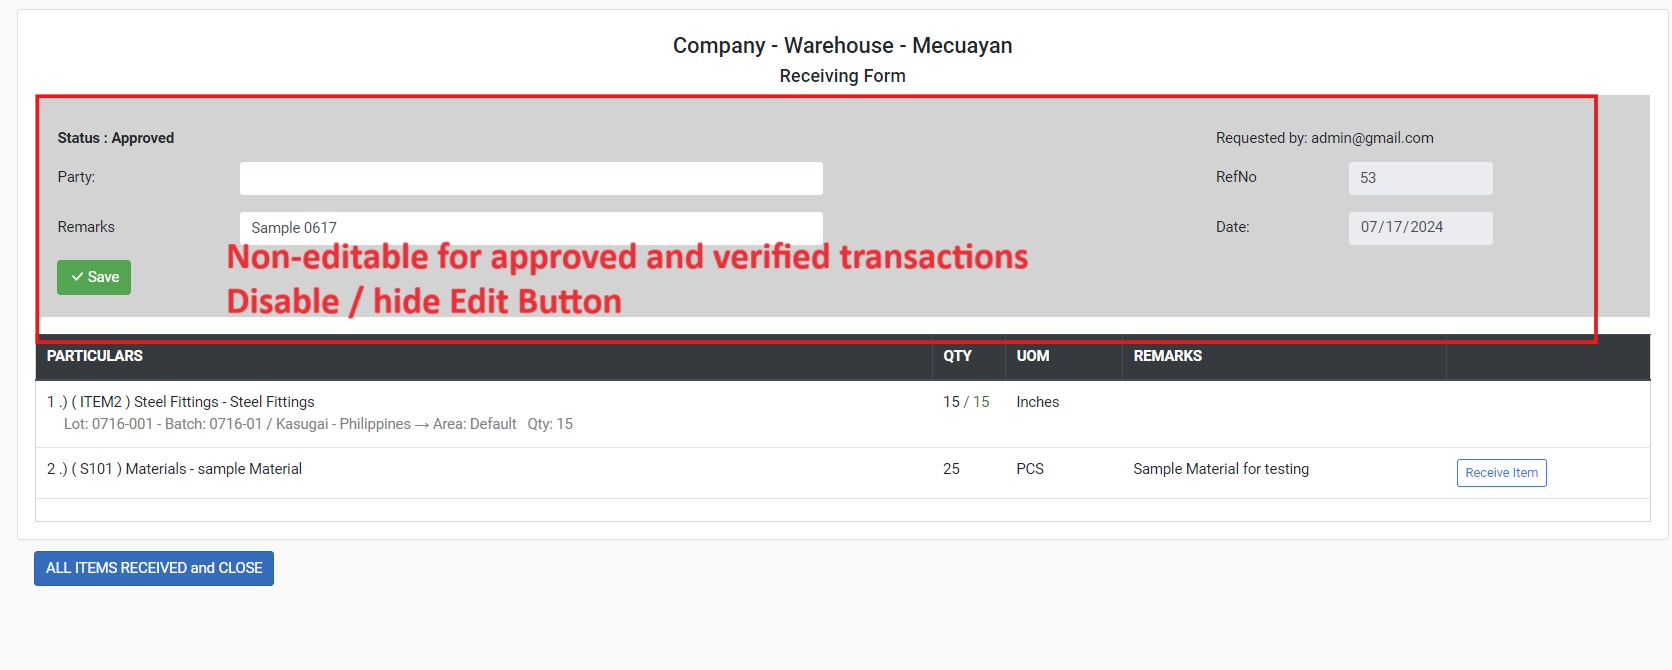 Company - Warehouse - Mecuayan
Receiving Form
Status : Approved
Requested by: admin@gmail.com
Party:
RefNo 53
Remarks Sample 0617
Date: 07/17/2024
Non-editable for approved and verified transactions
Save
Disable / hide Edit Button
PARTICULARS QTY UOM REMARKS
1 .) ( ITEM2 ) Steel Fittings - Steel Fittings 15 / 15 Inches
Lot: 0716-001 - Batch: 0716-01 / Kasugai - Philippines → Area: Default Qty: 15
2 .) ( S101 ) Materials - sample Material 25 PCS Sample Material for testing Receive Item
ALL ITEMS RECEIVED and CLOSE